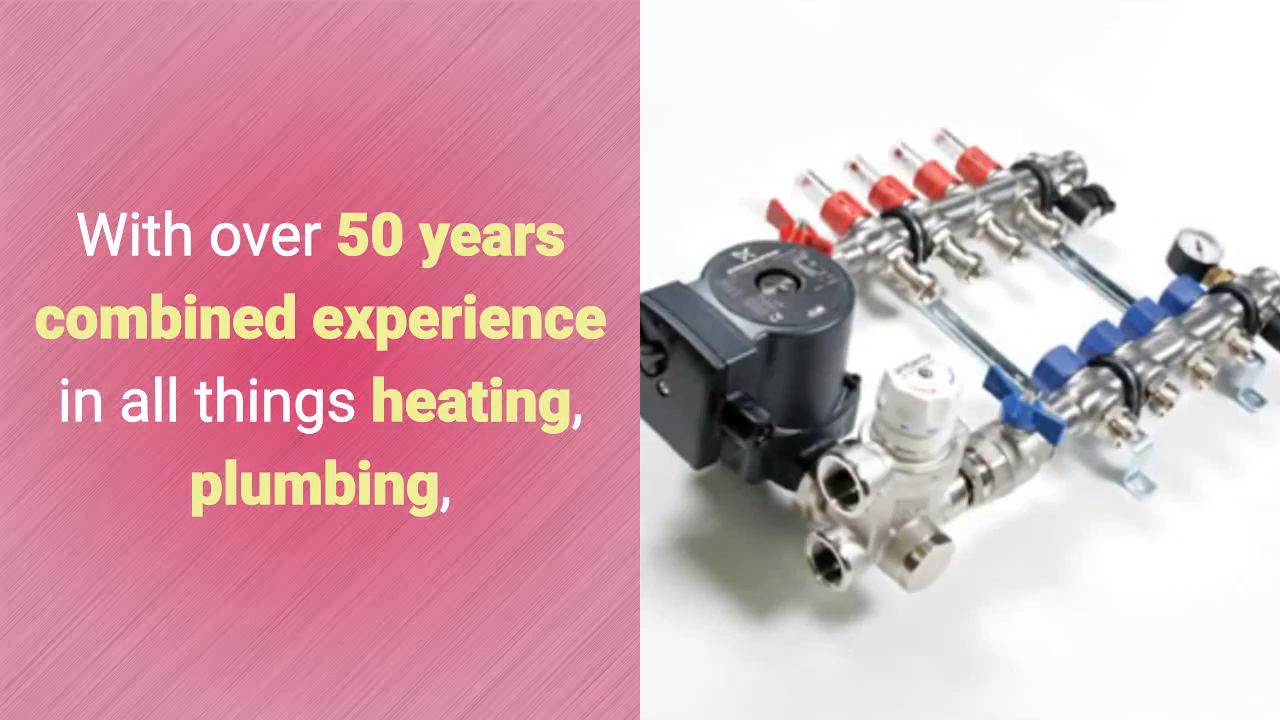 With over 50 years
combined experience
in all things heating,
plumbing,